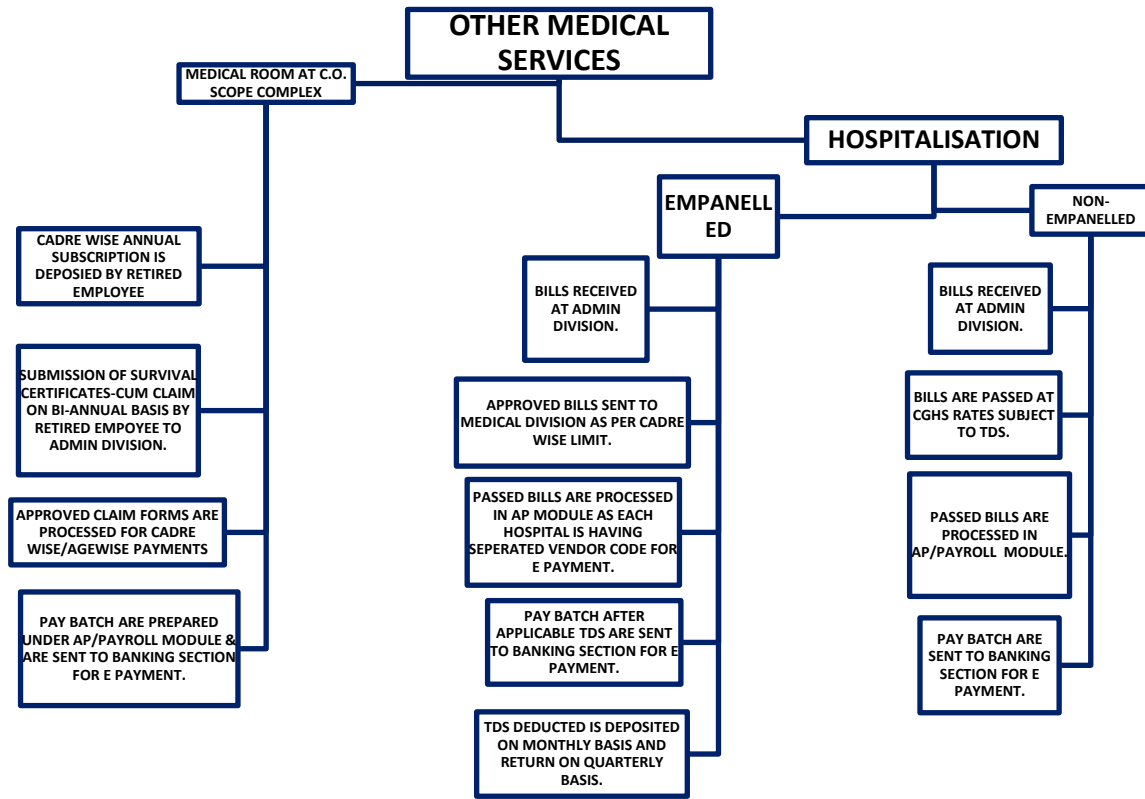 OTHER MEDICAL
SERVICES
MEDICAL ROOM AT C.O.
SCOPE COMPLEX
CADRE WISE ANNUAL
SUBSCRIPTION IS
DEPOSIED BY RETIRED
EMPLOYEE
SUBMISSION OF SURVIVAL
CERTIFICATES-CUM CLAIM
ON BI-ANNUAL BASIS BY
RETIRED EMPOYEE TO
ADMIN DIVISION.
APPROVED CLAIM FORMS ARE
PROCESSED FOR CADRE
WISE/AGEWISE PAYMENTS
PAY BATCH ARE PREPARED
UNDER AP/PAYROLL MODULE &
ARE SENT TO BANKING SECTION
FOR E PAYMENT.
HOSPITALISATION
EMPANELL
ED
BILLS RECEIVED
AT ADMIN
DIVISION.
APPROVED BILLS SENT TO
MEDICAL DIVISION AS PER CADRE
WISE LIMIT.
PASSED BILLS ARE PROCESSED
IN AP MODULE AS EACH
HOSPITAL IS HAVING
SEPERATED VENDOR CODE FOR
E PAYMENT.
PAY BATCH AFTER
APPLICABLE TDS ARE SENT
TO BANKING SECTION FOR E
PAYMENT.
TDS DEDUCTED IS DEPOSITED
ON MONTHLY BASIS AND
RETURN ON QUARTERLY
BASIS.
NON-
EMPANELLED
BILLS RECEIVED
AT ADMIN
DIVISION.
BILLS ARE PASSED AT
CGHS RATES SUBJECT
TO TDS.
PASSED BILLS ARE
PROCESSED IN
AP/PAYROLL MODULE.
PAY BATCH ARE
SENT TO BANKING
SECTION FOR E
PAYMENT.